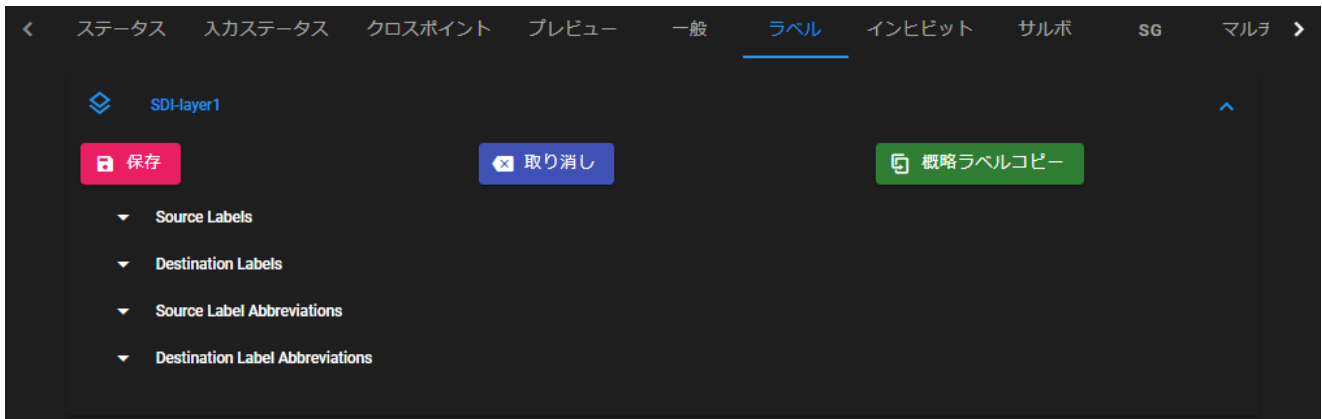 ステータス 入力ステータス クロスポイント プレビュー 一般 ラベル インヒビット サルボ SG マルチ
SDI-layer1
保存 取り消し 概略ラベルコピー
Source Labels
Destination Labels
Source Label Abbreviations
Destination Label Abbreviations